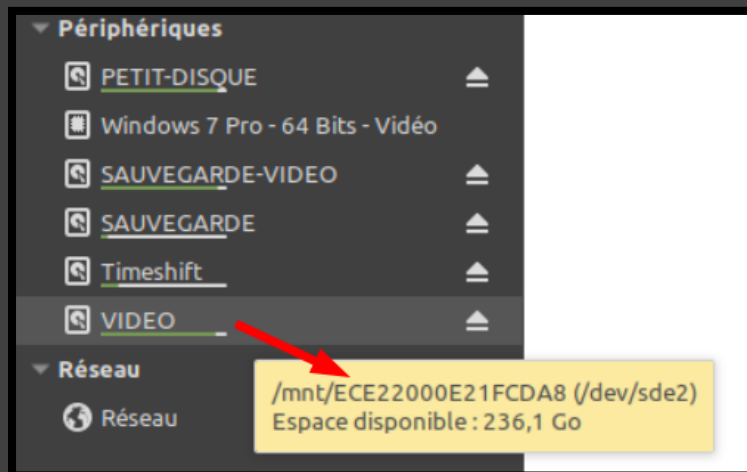 Périphériques
PETIT-DISQUE
Windows 7 Pro - 64 Bits - Vidéo
SAUVEGARDE-VIDEO
SAUVEGARDE
Timeshift
VIDEO
Réseau
/mnt/ECE22000E21FCDA8 (/dev/sde2)
Réseau
Espace disponible : 236,1 Go